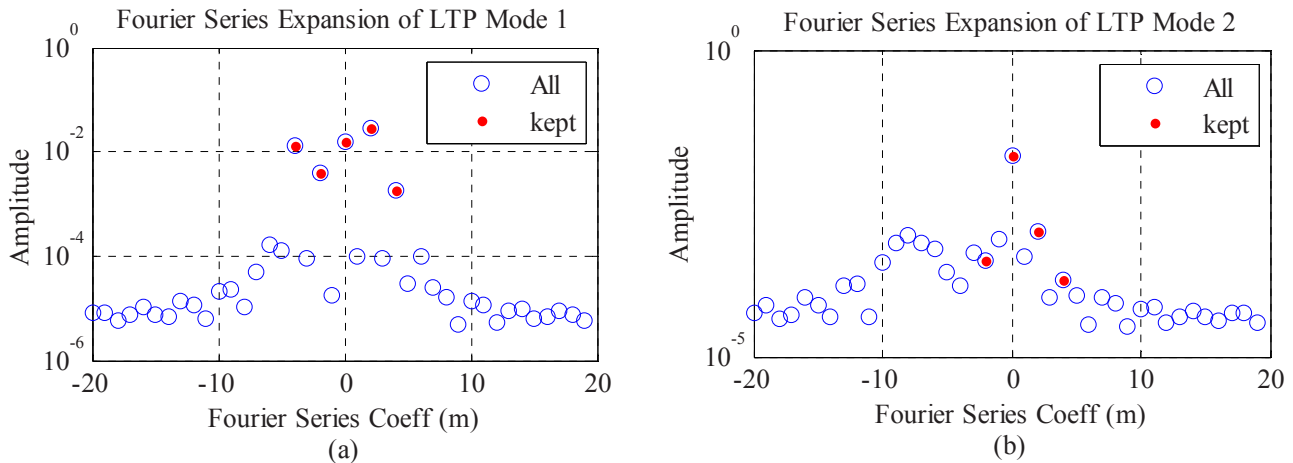 Fourier Series Expansion of LTP Mode 1
10^0
10^-2
10^-4
10^-6
Amplitude
All
kept
-20 -10 0 10 20
Fourier Series Coeff (m)
(a)
Fourier Series Expansion of LTP Mode 2
10^0
10^-5
Amplitude
All
kept
-20 -10 0 10 20
Fourier Series Coeff (m)
(b)